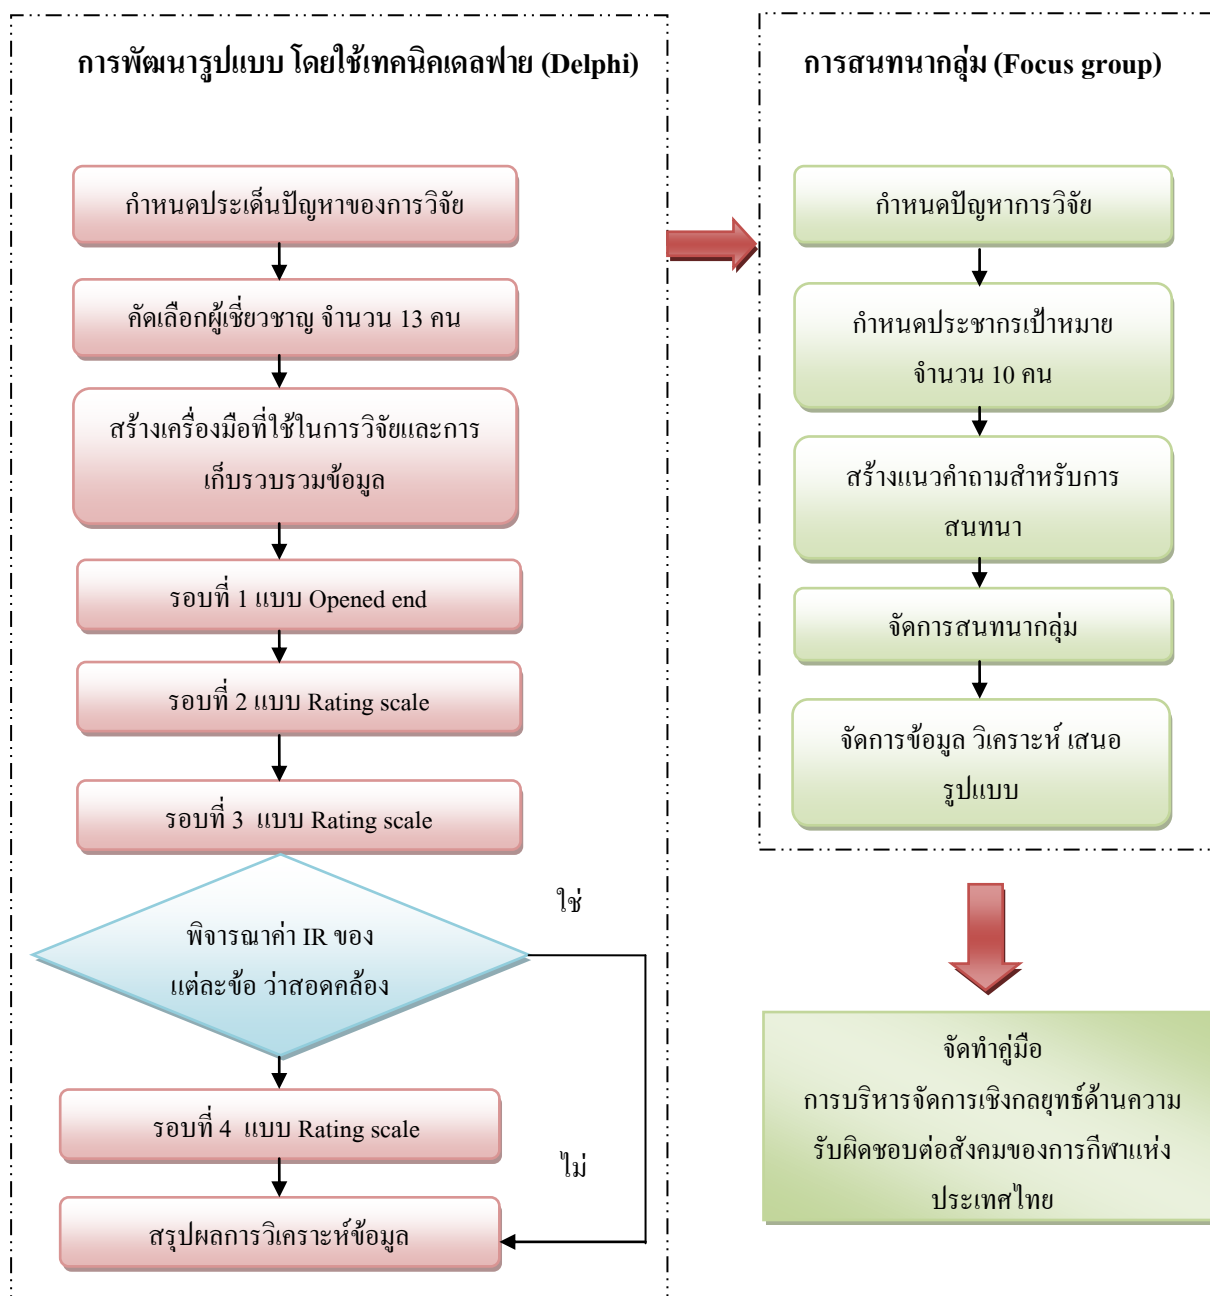 การพัฒนารูปแบบ โดยใช้เทคนิคเดลฟาย (Delphi)
กำหนดประเด็นปัญหาของการวิจัย
คัดเลือกผู้เชี่ยวชาญ จำนวน 13 คน
สร้างเครื่องมือที่ใช้ในการวิจัยและการ
เก็บรวบรวมข้อมูล
รอบที่ 1 แบบ Opened end
รอบที่ 2 แบบ Rating scale
รอบที่ 3 แบบ Rating scale
ใช่
พิจารณาค่า IR ของ
แต่ละข้อ ว่าสอดคล้อง
รอบที่ 4 แบบ Rating scale
ไม่
สรุปผลการวิเคราะห์ข้อมูล
การสนทนากลุ่ม (Focus group)
กำหนดปัญหาการวิจัย
กำหนดประชากรเป้าหมาย
จำนวน 10 คน
สร้างแนวคำถามสำหรับการ
สนทนา
จัดการสนทนากลุ่ม
จัดการข้อมูล วิเคราะห์ เสนอ
รูปแบบ
จัดทำคู่มือ
การบริหารจัดการเชิงกลยุทธ์ด้านความ
รับผิดชอบต่อสังคมของการกีฬาแห่ง
ประเทศไทย